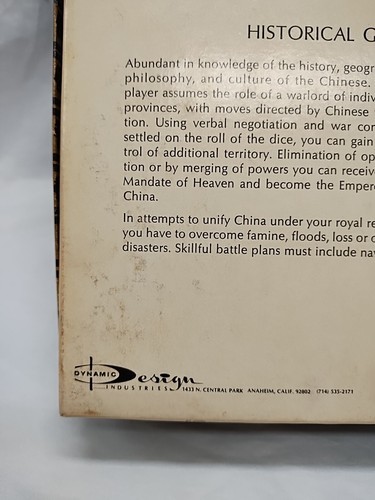 HISTORICAL G
Abundant in knowledge of the history, geogr
philosophy, and culture of the Chinese.
player assumes the role of a warlord of indiv
provinces, with moves directed by Chinese
tion. Using verbal negotiation and war con
settled on the roll of the dice, you can gain
trol of additional territory. Elimination of op
tion or by merging of powers you can receive
Mandate of Heaven and become the Empere
China.
In attempts to unify China under your royal re
you have to overcome famine, floods, loss or d
disasters. Skillful battle plans must include nav
DYNAMIC Design
INDUSTRIES 1433 N. CENTRAL PARK ANAHEIM, CALIF. 92802 (714) 535-2171